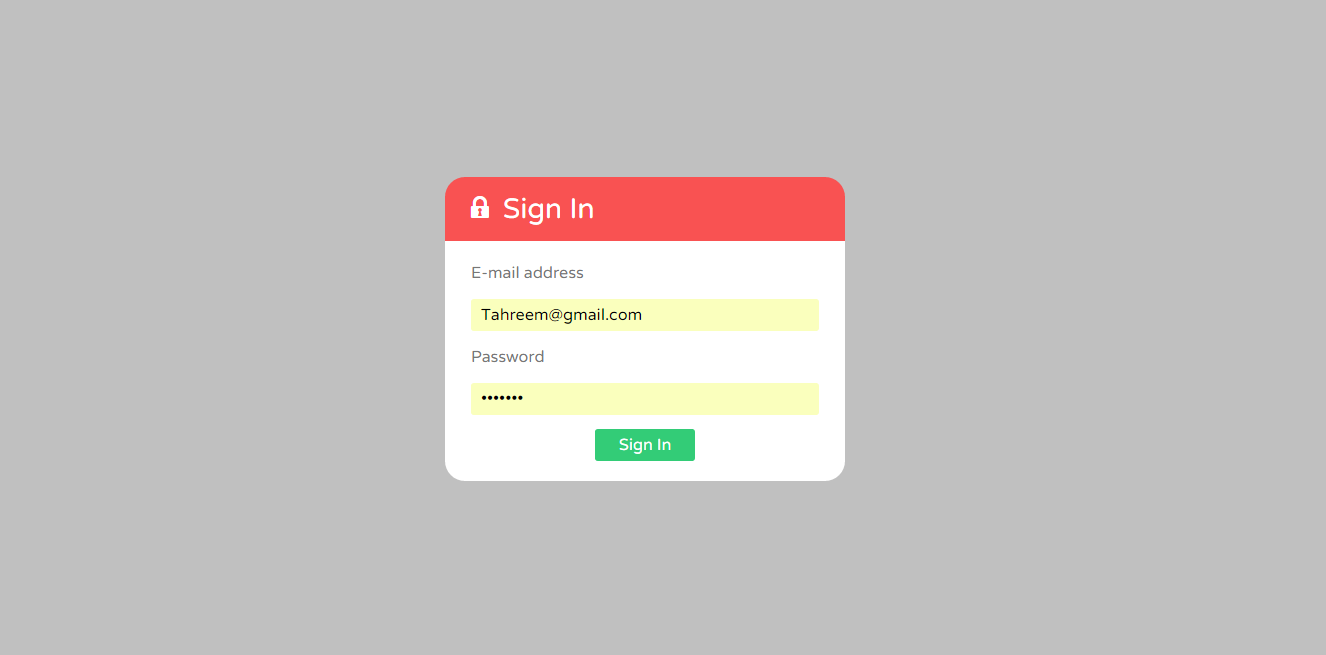 Sign In
E-mail address
Tahreem@gmail.com
Password
•••••••
Sign In